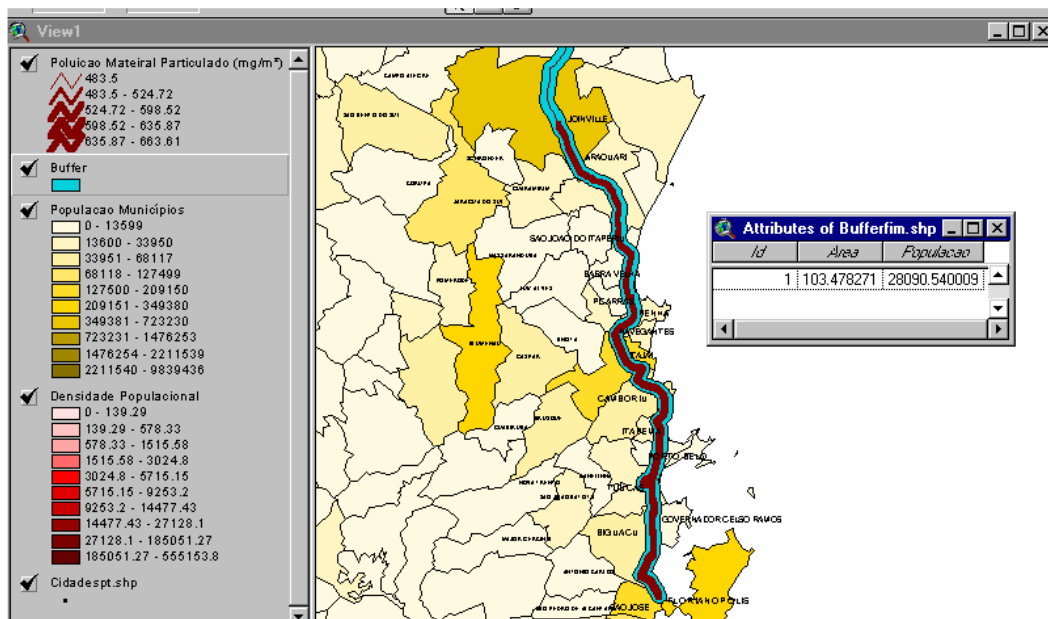 View1
Poluicao Mateiral Particulado (mg/m³)
483.5
483.5 - 524.72
524.72 - 598.52
598.52 - 635.87
635.87 - 663.61
Buffer
Populacao Municípios
0 - 13599
13600 - 33950
33951 - 68117
68118 - 127499
127500 - 209150
209151 - 349380
349381 - 723230
723231 - 1476253
1476254 - 2211539
2211540 - 9839436
Densidade Populacional
0 - 139.29
139.29 - 578.33
578.33 - 1515.58
1515.58 - 3024.8
3024.8 - 5715.15
5715.15 - 9253.2
9253.2 - 14477.43
14477.43 - 27128.1
27128.1 - 185051.27
185051.27 - 555153.8
Cidadespt.shp
JOINVILLE
ARAQUARI
SAO JOAO DO ITAPERIU
BARRA VELHA
PICARRAS
PENHA
NAVEGANTES
ITAJAI
GASPAR
CAMBORIU
ITAPEMA
PORTO BELO
TIJUCAS
GOVERNADOR CELSO RAMOS
BIGUACU
ANTONIO CARLOS
FLORIANOPOLIS
SAO JOSE
Attributes of Bufferfim.shp
Id Area Populacao
1 103.478271 28090.540009